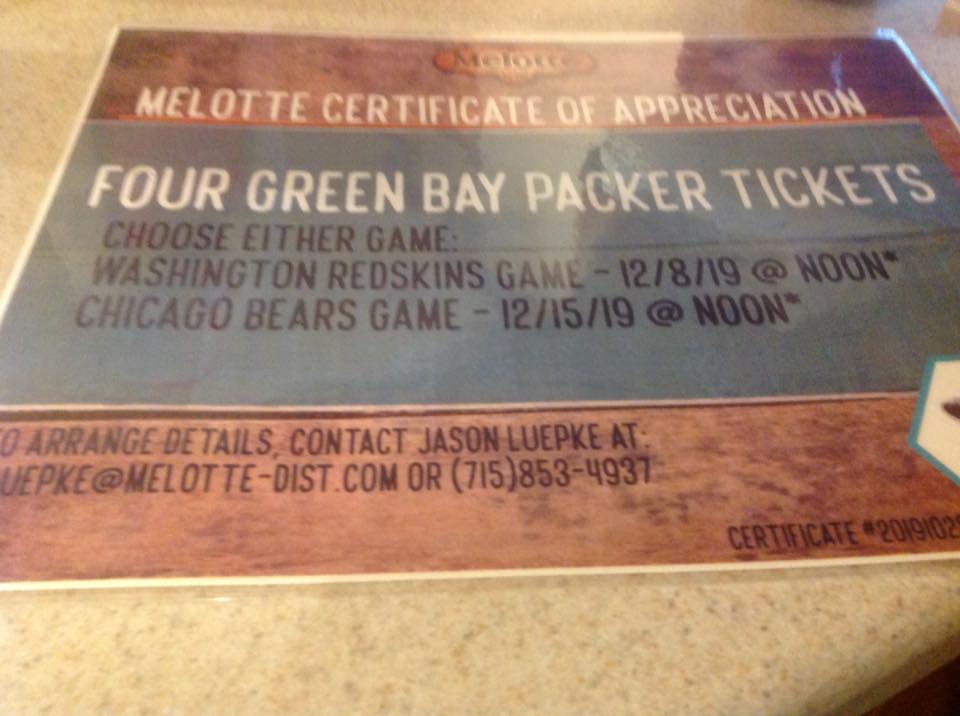 Melotte
MELOTTE CERTIFICATE OF APPRECIATION
FOUR GREEN BAY PACKER TICKETS
CHOOSE EITHER GAME:
WASHINGTON REDSKINS GAME - 12/8/19 @ NOON*
CHICAGO BEARS GAME - 12/15/19 @ NOON*
O ARRANGE DETAILS, CONTACT JASON LUEPKE AT:
UEPKE@MELOTTE-DIST.COM OR (715)853-4937
CERTIFICATE #2019102